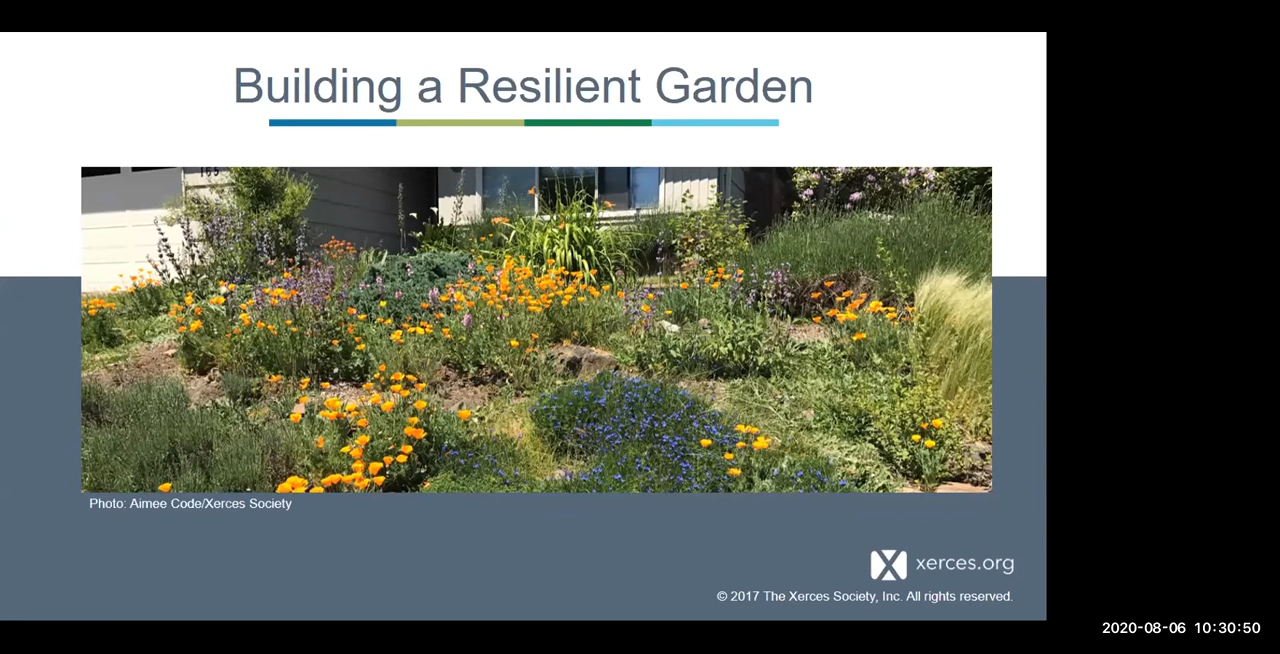 Building a Resilient Garden
165
Photo: Aimee Code/Xerces Society
xerces.org
© 2017 The Xerces Society, Inc. All rights reserved.
2020-08-06 10:30:50